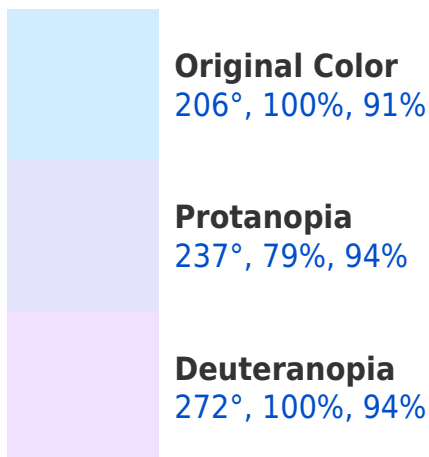 Original Color
206°, 100%, 91%
Protanopia
237°, 79%, 94%
Deuteranopia
272°, 100%, 94%